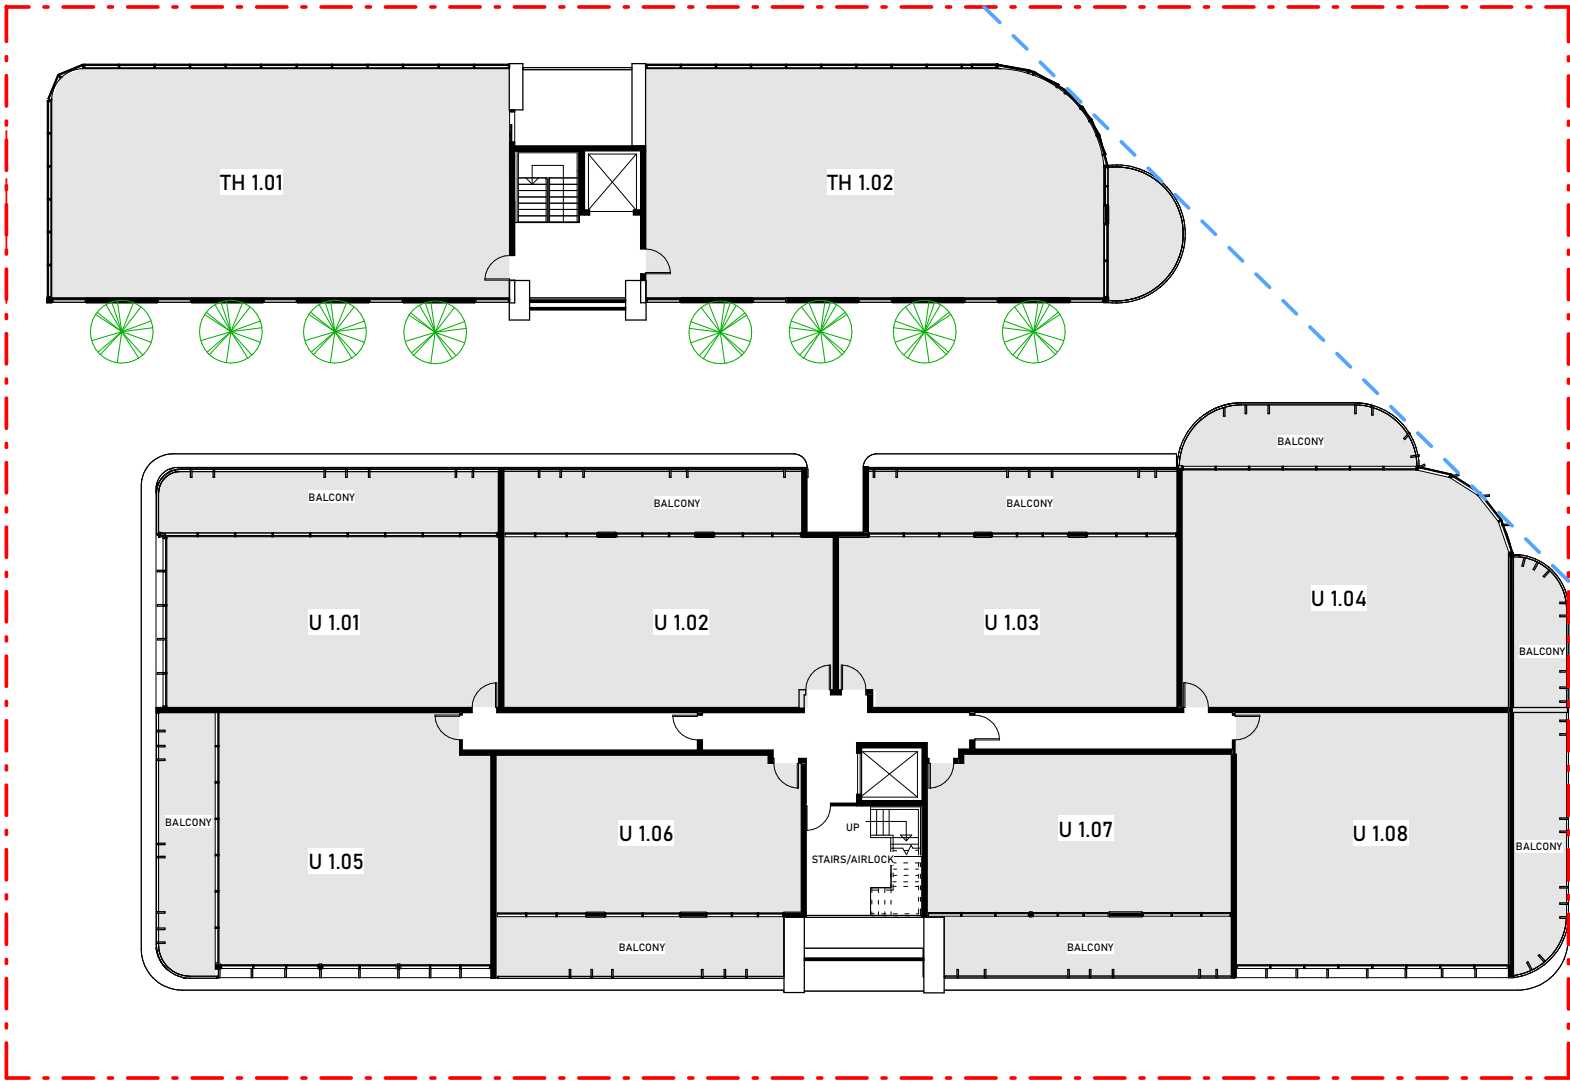 TH 1.01
TH 1.02
BALCONY
BALCONY
BALCONY
BALCONY
U 1.01
U 1.02
U 1.03
U 1.04
BALCONY
BALCONY
U 1.05
U 1.06
UP
STAIRS/AIRLOCK
U 1.07
U 1.08
BALCONY
BALCONY
BALCONY